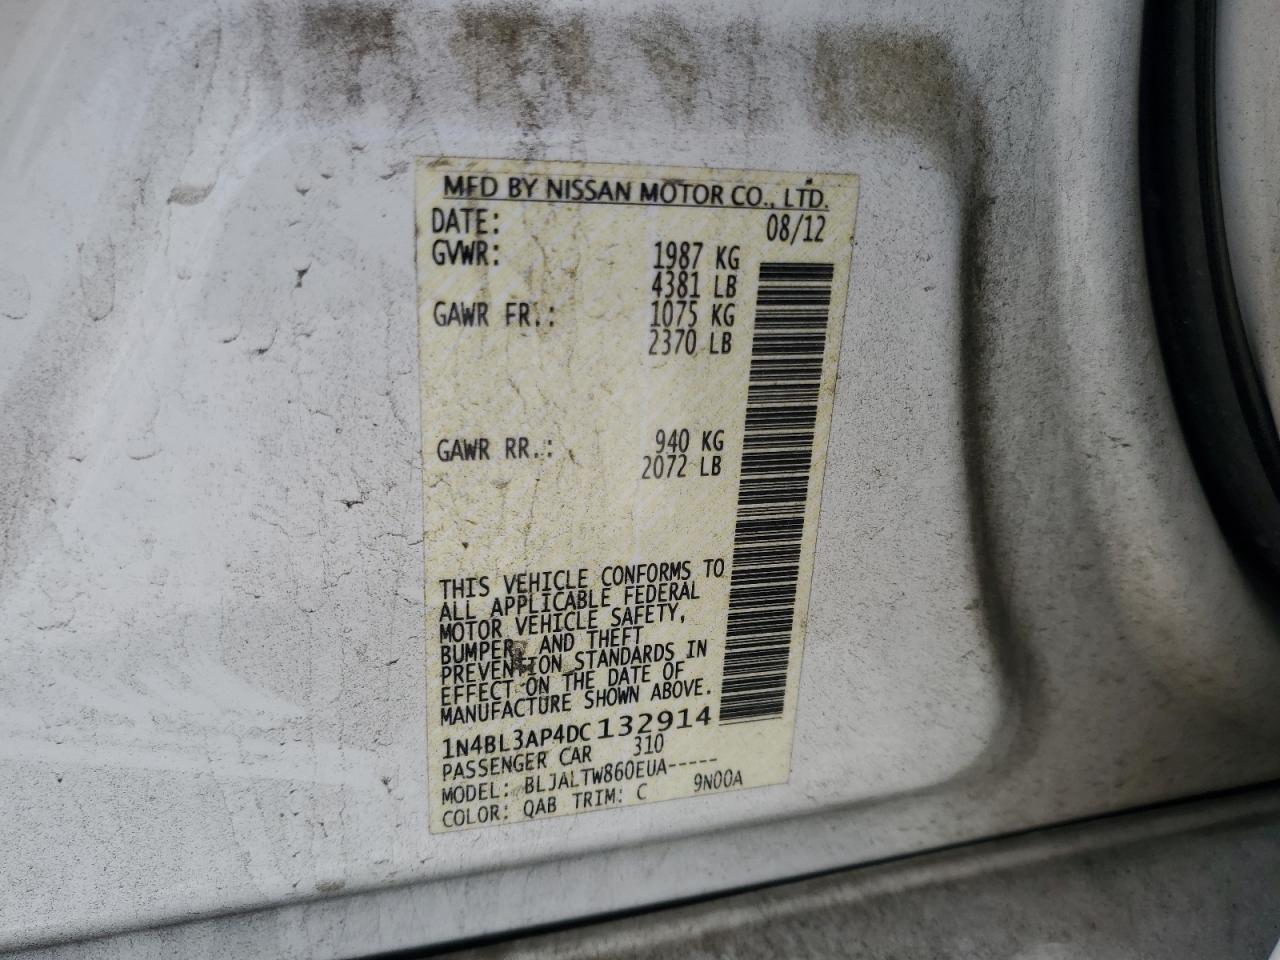 MFD BY NISSAN MOTOR CO., LTD.
DATE: 08/12
GVWR: 1987 KG
4381 LB
GAWR FR.: 1075 KG
2370 LB
GAWR RR.: 940 KG
2072 LB
THIS VEHICLE CONFORMS TO
ALL APPLICABLE FEDERAL
MOTOR VEHICLE SAFETY,
BUMPER, AND THEFT
PREVENTION STANDARDS IN
EFFECT ON THE DATE OF
MANUFACTURE SHOWN ABOVE.
1N4BL3AP4DC132914
PASSENGER CAR 310
MODEL: BLJALTW860EUA-----
COLOR: QAB TRIM: C 9N00A